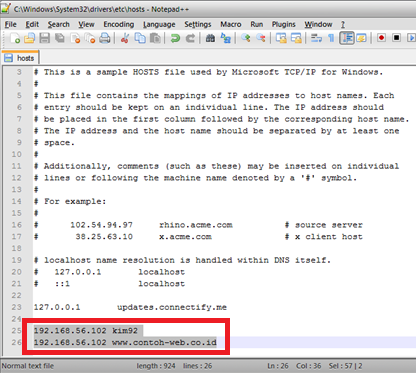 C:\Windows\System32\drivers\etc\hosts - Notepad++
File Edit Search View Encoding Language Settings Macro Run Plugins Window ?
hosts
3 # This is a sample HOSTS file used by Microsoft TCP/IP for Windows.
4 #
5 # This file contains the mappings of IP addresses to host names. Each
6 # entry should be kept on an individual line. The IP address should
7 # be placed in the first column followed by the corresponding host name.
8 # The IP address and the host name should be separated by at least one
9 # space.
10 #
11 # Additionally, comments (such as these) may be inserted on individual
12 # lines or following the machine name denoted by a '#' symbol.
13 #
14 # For example:
15 #
16 # 102.54.94.97 rhino.acme.com # source server
17 # 38.25.63.10 x.acme.com # x client host
18
19 # localhost name resolution is handled within DNS itself.
20 # 127.0.0.1 localhost
21 # ::1 localhost
22
23 127.0.0.1 updates.connectify.me
24
25 192.168.56.102 kim92
26 192.168.56.102 www.contoh-web.co.id
Normal text file length : 924 lines : 26 Ln : 26 Col : 36 Sel : 57 | 2